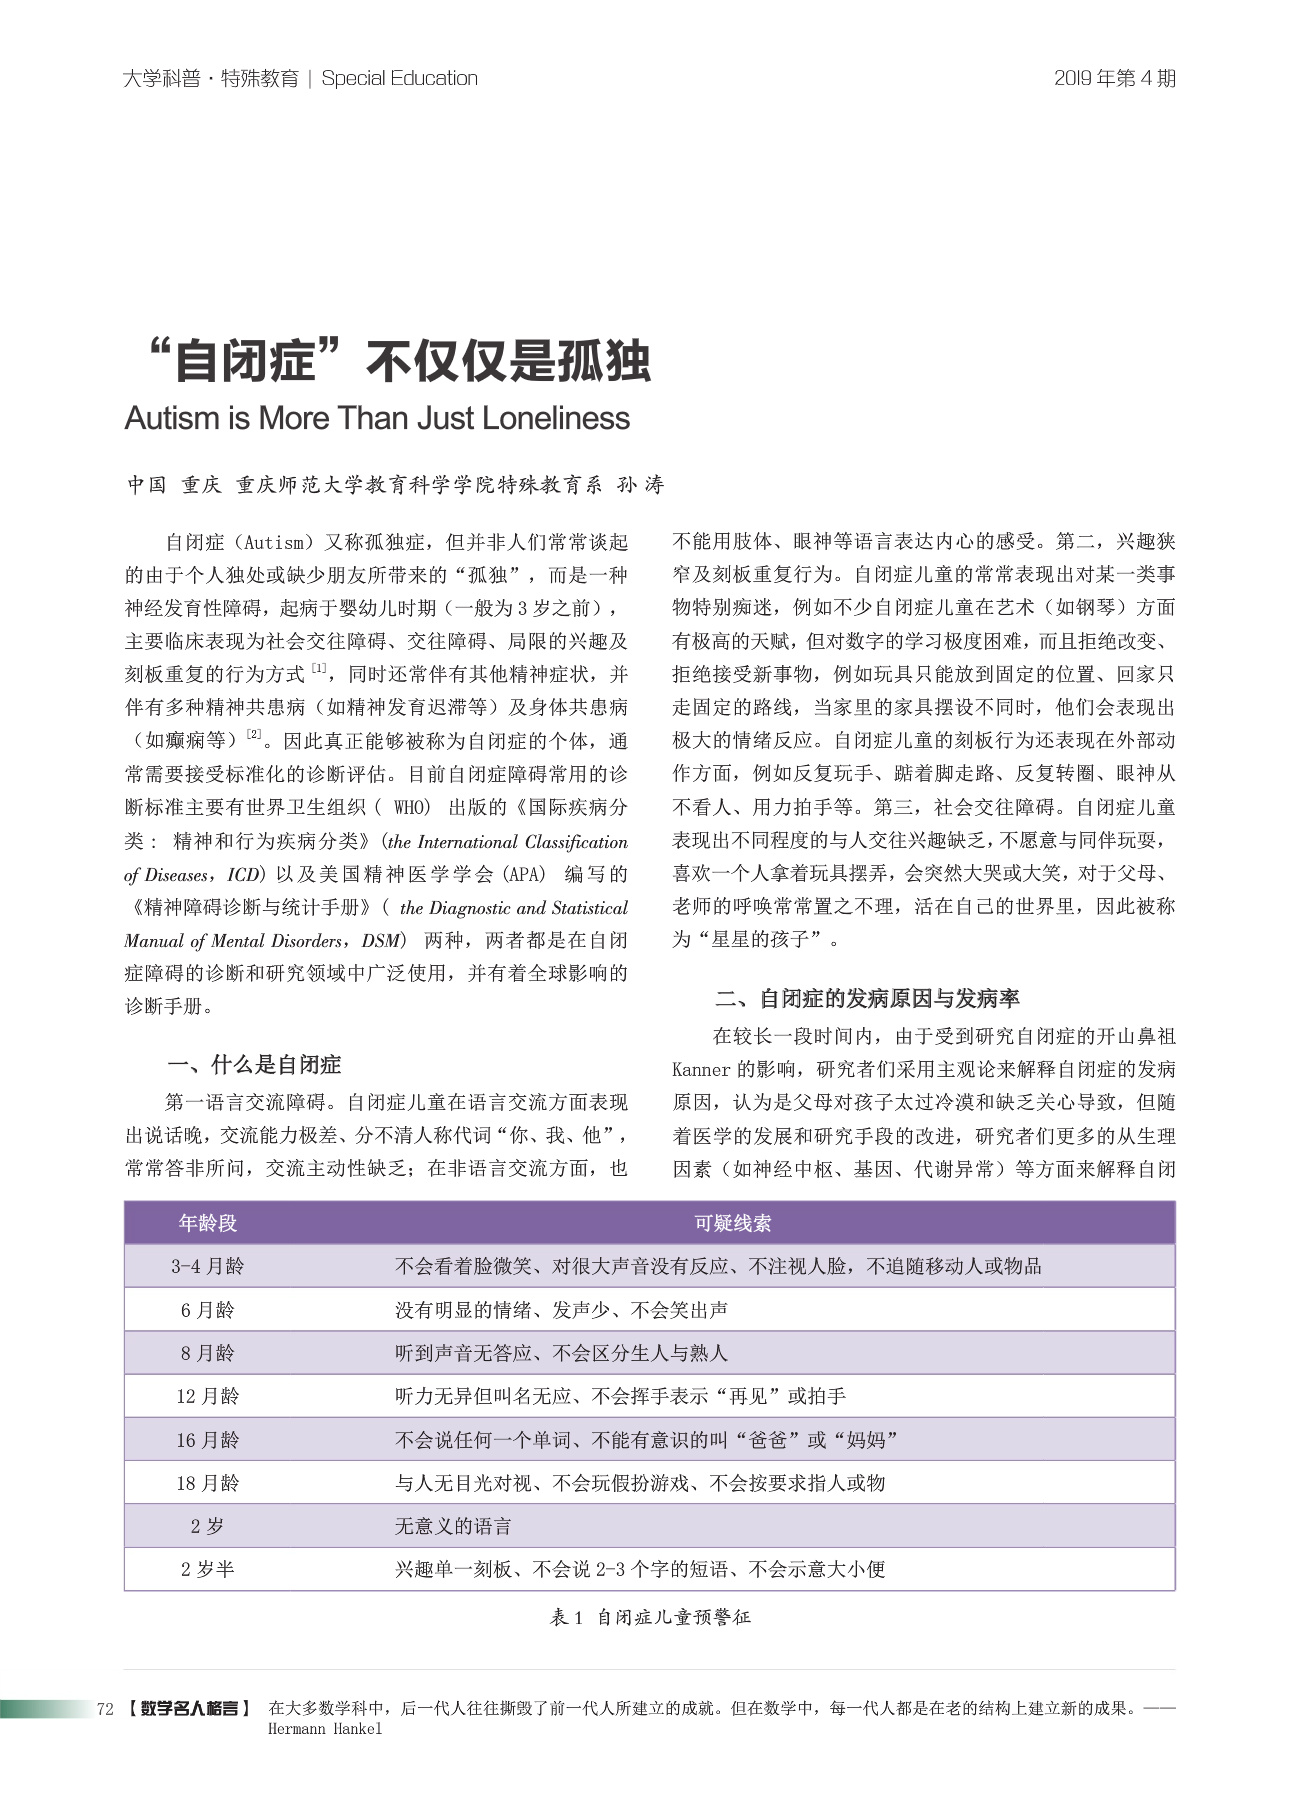 大学科普·特殊教育 | Special Education
2019 年第 4 期
“自闭症”不仅仅是孤独
Autism is More Than Just Loneliness
中国 重庆 重庆师范大学教育科学学院特殊教育系 孙 涛
自闭症（Autism）又称孤独症，但并非人们常常谈起
的由于个人独处或缺少朋友所带来的“孤独”，而是一种
神经发育性障碍，起病于婴幼儿时期（一般为 3 岁之前），
主要临床表现为社会交往障碍、交往障碍、局限的兴趣及
刻板重复的行为方式 [1]，同时还常伴有其他精神症状，并
伴有多种精神共患病（如精神发育迟滞等）及身体共患病
（如癫痫等）[2]。因此真正能够被称为自闭症的个体，通
常需要接受标准化的诊断评估。目前自闭症障碍常用的诊
断标准主要有世界卫生组织（ WHO） 出版的《国际疾病分
类： 精神和行为疾病分类》(the International Classification
of Diseases，ICD) 以及美国精神医学学会 (APA) 编写的
《精神障碍诊断与统计手册》( the Diagnostic and Statistical
Manual of Mental Disorders，DSM) 两种，两者都是在自闭
症障碍的诊断和研究领域中广泛使用，并有着全球影响的
诊断手册。
一、什么是自闭症
第一语言交流障碍。自闭症儿童在语言交流方面表现
出说话晚，交流能力极差、分不清人称代词“你、我、他”，
常常答非所问，交流主动性缺乏；在非语言交流方面，也
不能用肢体、眼神等语言表达内心的感受。第二，兴趣狭
窄及刻板重复行为。自闭症儿童的常常表现出对某一类事
物特别痴迷，例如不少自闭症儿童在艺术（如钢琴）方面
有极高的天赋，但对数字的学习极度困难，而且拒绝改变、
拒绝接受新事物，例如玩具只能放到固定的位置、回家只
走固定的路线，当家里的家具摆设不同时，他们会表现出
极大的情绪反应。自闭症儿童的刻板行为还表现在外部动
作方面，例如反复玩手、踮着脚走路、反复转圈、眼神从
不看人、用力拍手等。第三，社会交往障碍。自闭症儿童
表现出不同程度的与人交往兴趣缺乏，不愿意与同伴玩耍，
喜欢一个人拿着玩具摆弄，会突然大哭或大笑，对于父母、
老师的呼唤常常置之不理，活在自己的世界里，因此被称
为“星星的孩子”。
二、自闭症的发病原因与发病率
在较长一段时间内，由于受到研究自闭症的开山鼻祖
Kanner 的影响，研究者们采用主观论来解释自闭症的发病
原因，认为是父母对孩子太过冷漠和缺乏关心导致，但随
着医学的发展和研究手段的改进，研究者们更多的从生理
因素（如神经中枢、基因、代谢异常）等方面来解释自闭
年龄段 可疑线索
3-4 月龄 不会看着脸微笑、对很大声音没有反应、不注视人脸，不追随移动人或物品
6 月龄 没有明显的情绪、发声少、不会笑出声
8 月龄 听到声音无答应、不会区分生人与熟人
12 月龄 听力无异但叫名无应、不会挥手表示“再见”或拍手
16 月龄 不会说任何一个单词、不能有意识的叫“爸爸”或“妈妈”
18 月龄 与人无目光对视、不会玩假扮游戏、不会按要求指人或物
2 岁 无意义的语言
2 岁半 兴趣单一刻板、不会说 2-3 个字的短语、不会示意大小便
表 1 自闭症儿童预警征
72 【数学名人格言】 在大多数学科中，后一代人往往撕毁了前一代人所建立的成就。但在数学中，每一代人都是在老的结构上建立新的成果。——
Hermann Hankel